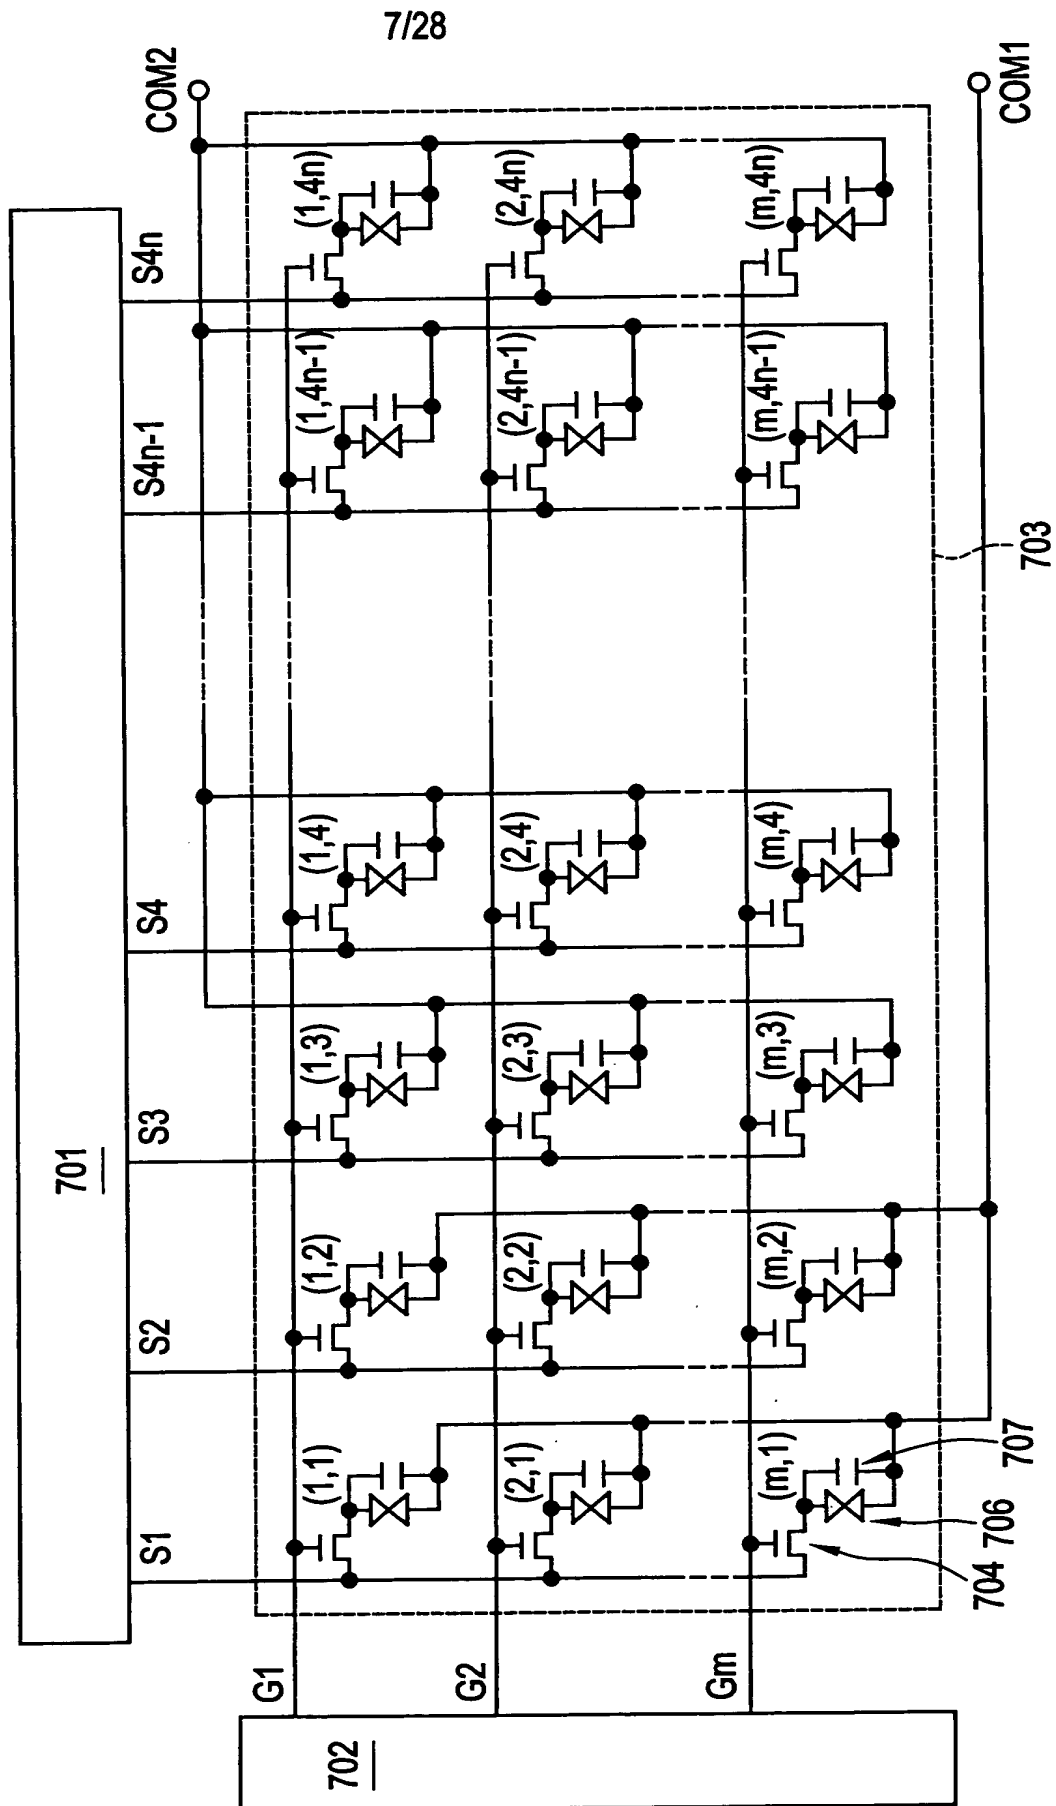 7/28
701
COM2
S1 S2 S3 S4 S4n-1 S4n
G1 (1,1) (1,2) (1,3) (1,4) (1,4n-1) (1,4n)
G2 (2,1) (2,2) (2,3) (2,4) (2,4n-1) (2,4n)
Gm (m,1) (m,2) (m,3) (m,4) (m,4n-1) (m,4n)
702
704 706 707 703 COM1